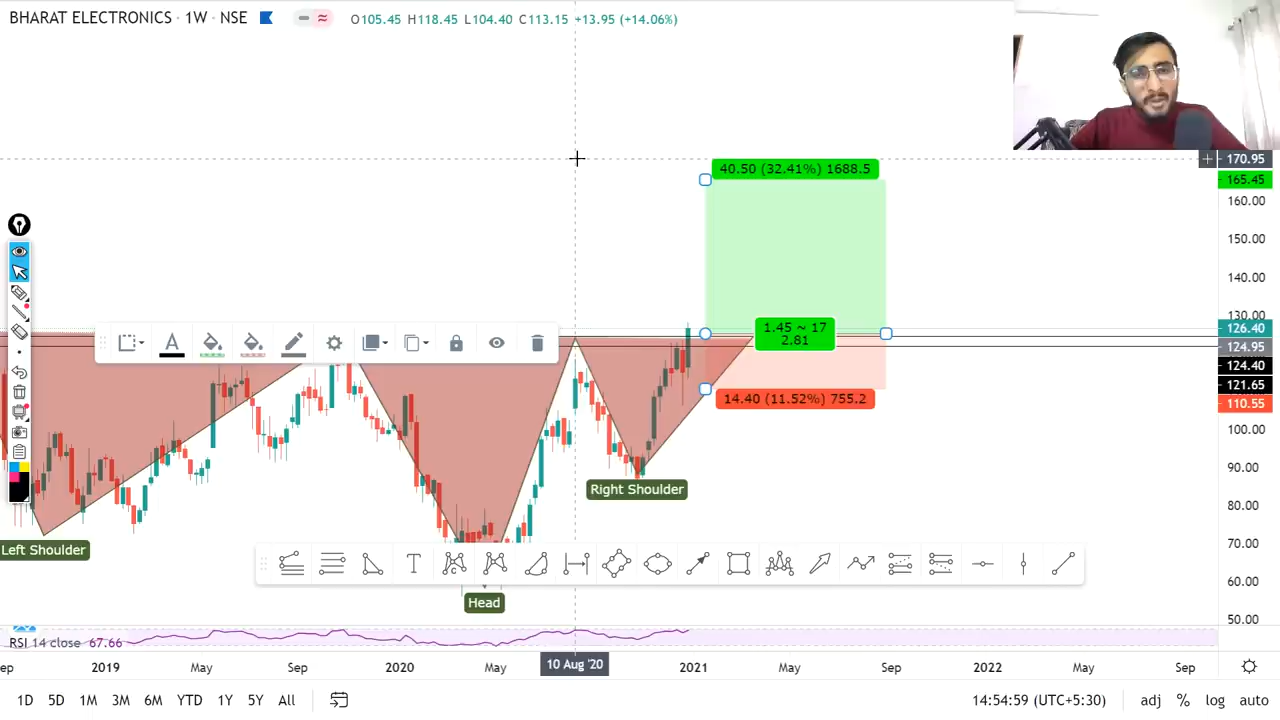 BHARAT ELECTRONICS · 1W · NSE
O105.45 H118.45 L104.40 C113.15 +13.95 (+14.06%)
170.95
40.50 (32.41%) 1688.5
165.45
160.00
150.00
140.00
130.00
1.45 ~ 17
2.81
126.40
124.95
124.40
121.65
14.40 (11.52%) 755.2
110.55
100.00
90.00
Right Shoulder
80.00
Left Shoulder
70.00
T
60.00
Head
50.00
RSI 14 close 67.66
ep 2019 May Sep 2020 May 10 Aug '20 2021 May Sep 2022 May Sep
1D 5D 1M 3M 6M YTD 1Y 5Y All 14:54:59 (UTC+5:30) adj % log auto